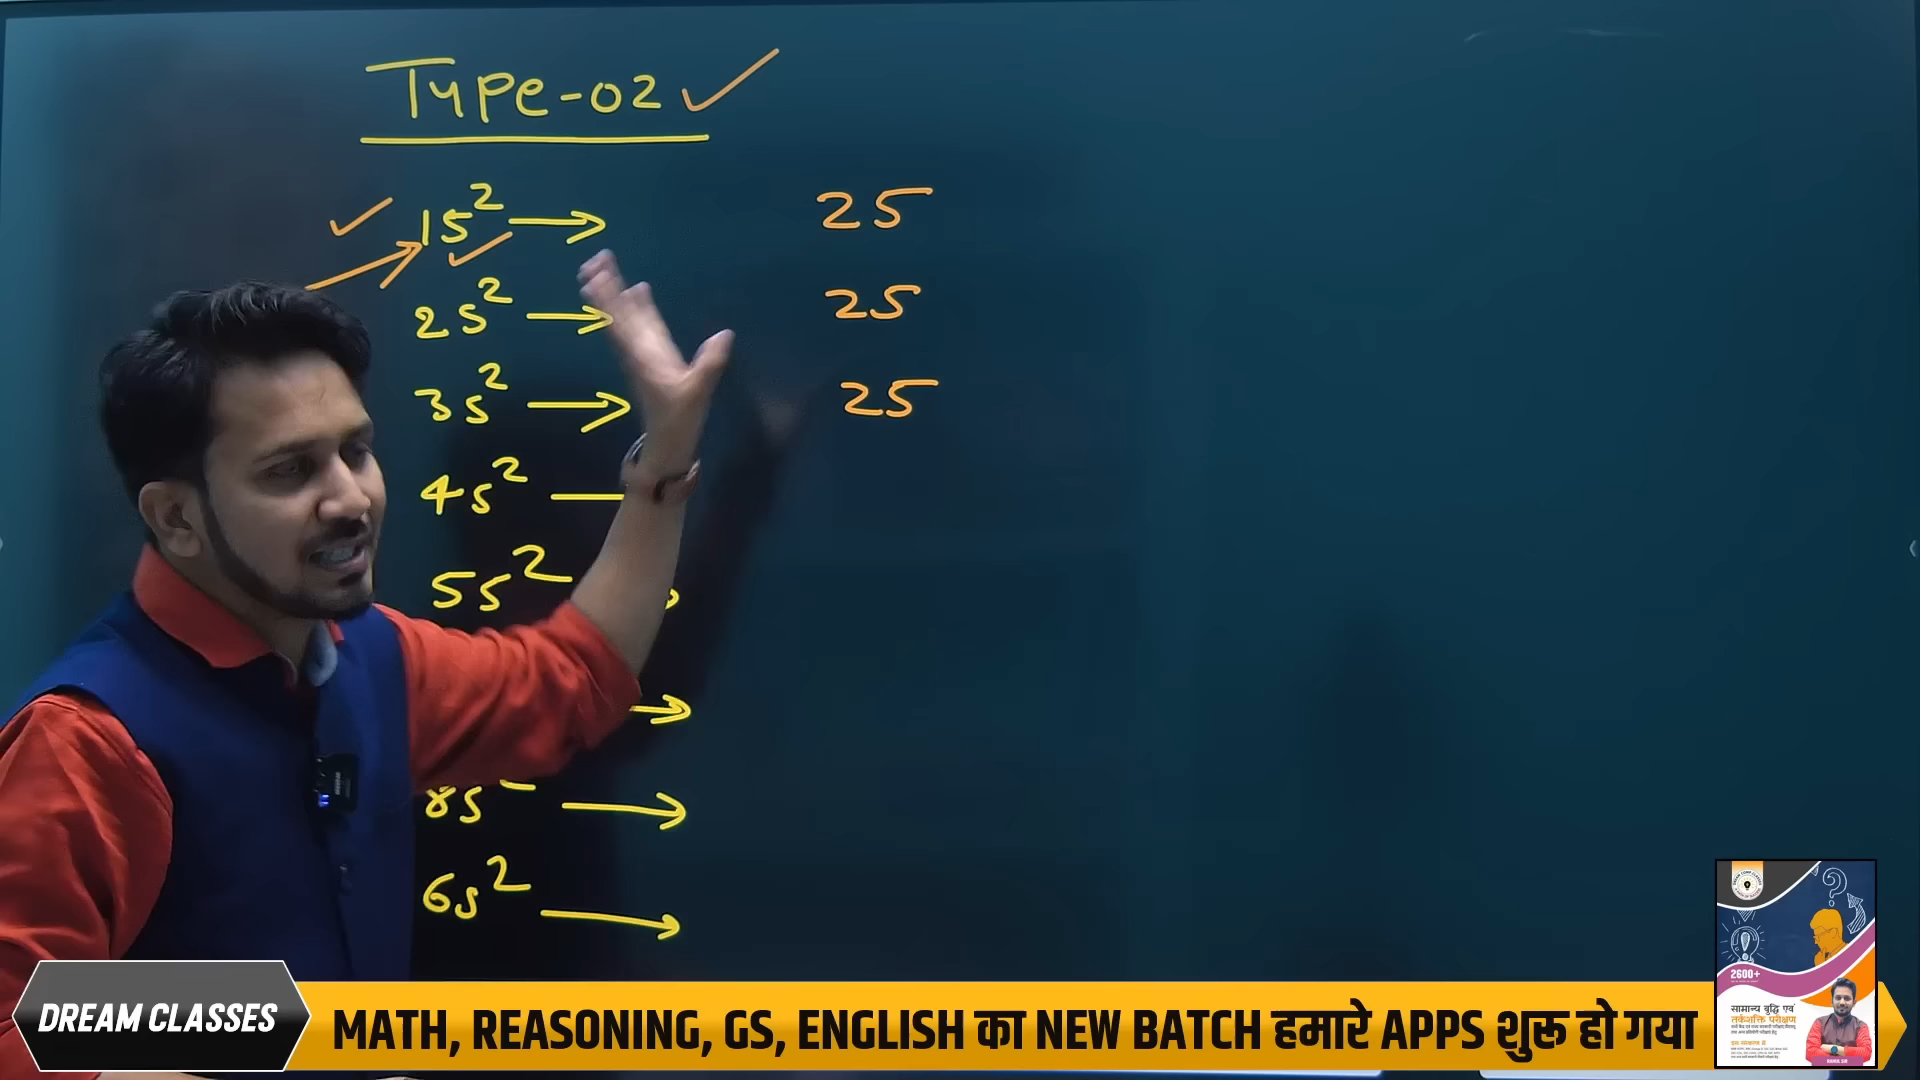 Type-02
15² → 25
25² → 25
35² → 25
45²
55²
85
65² →
DREAM CLASSES
MATH, REASONING, GS, ENGLISH का NEW BATCH हमारे APPS शुरू हो गया
2600+
सामान्य बुद्धि एवं
तर्कशक्ति परीक्षण